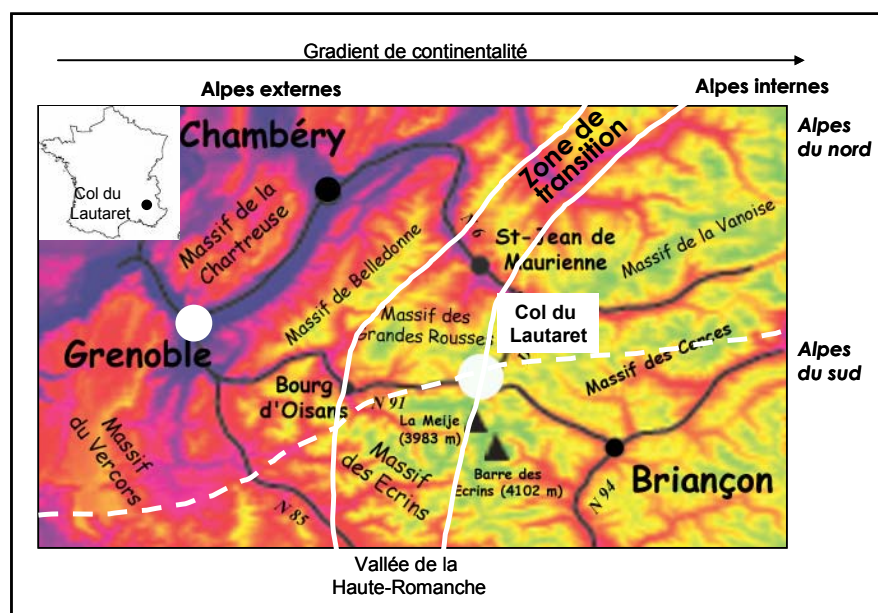 Gradient de continentalité
Alpes externes
Alpes internes
Alpes
du nord
Col du
Lautaret
Chambéry
Massif de la
Chartreuse
Zone de
transition
Massif de Belledonne
St-Jean de
Maurienne
Massif de la Vanoise
Grenoble
Massif des
Grandes Rousses
Col du
Lautaret
Massif des Cerces
Alpes
du sud
Bourg
d'Oisans
N 91
La Meije
(3983 m)
Massif
du Vercors
Massif
des Ecrins
Barre des
Ecrins (4102 m)
Briançon
N 85
N 94
Vallée de la
Haute-Romanche